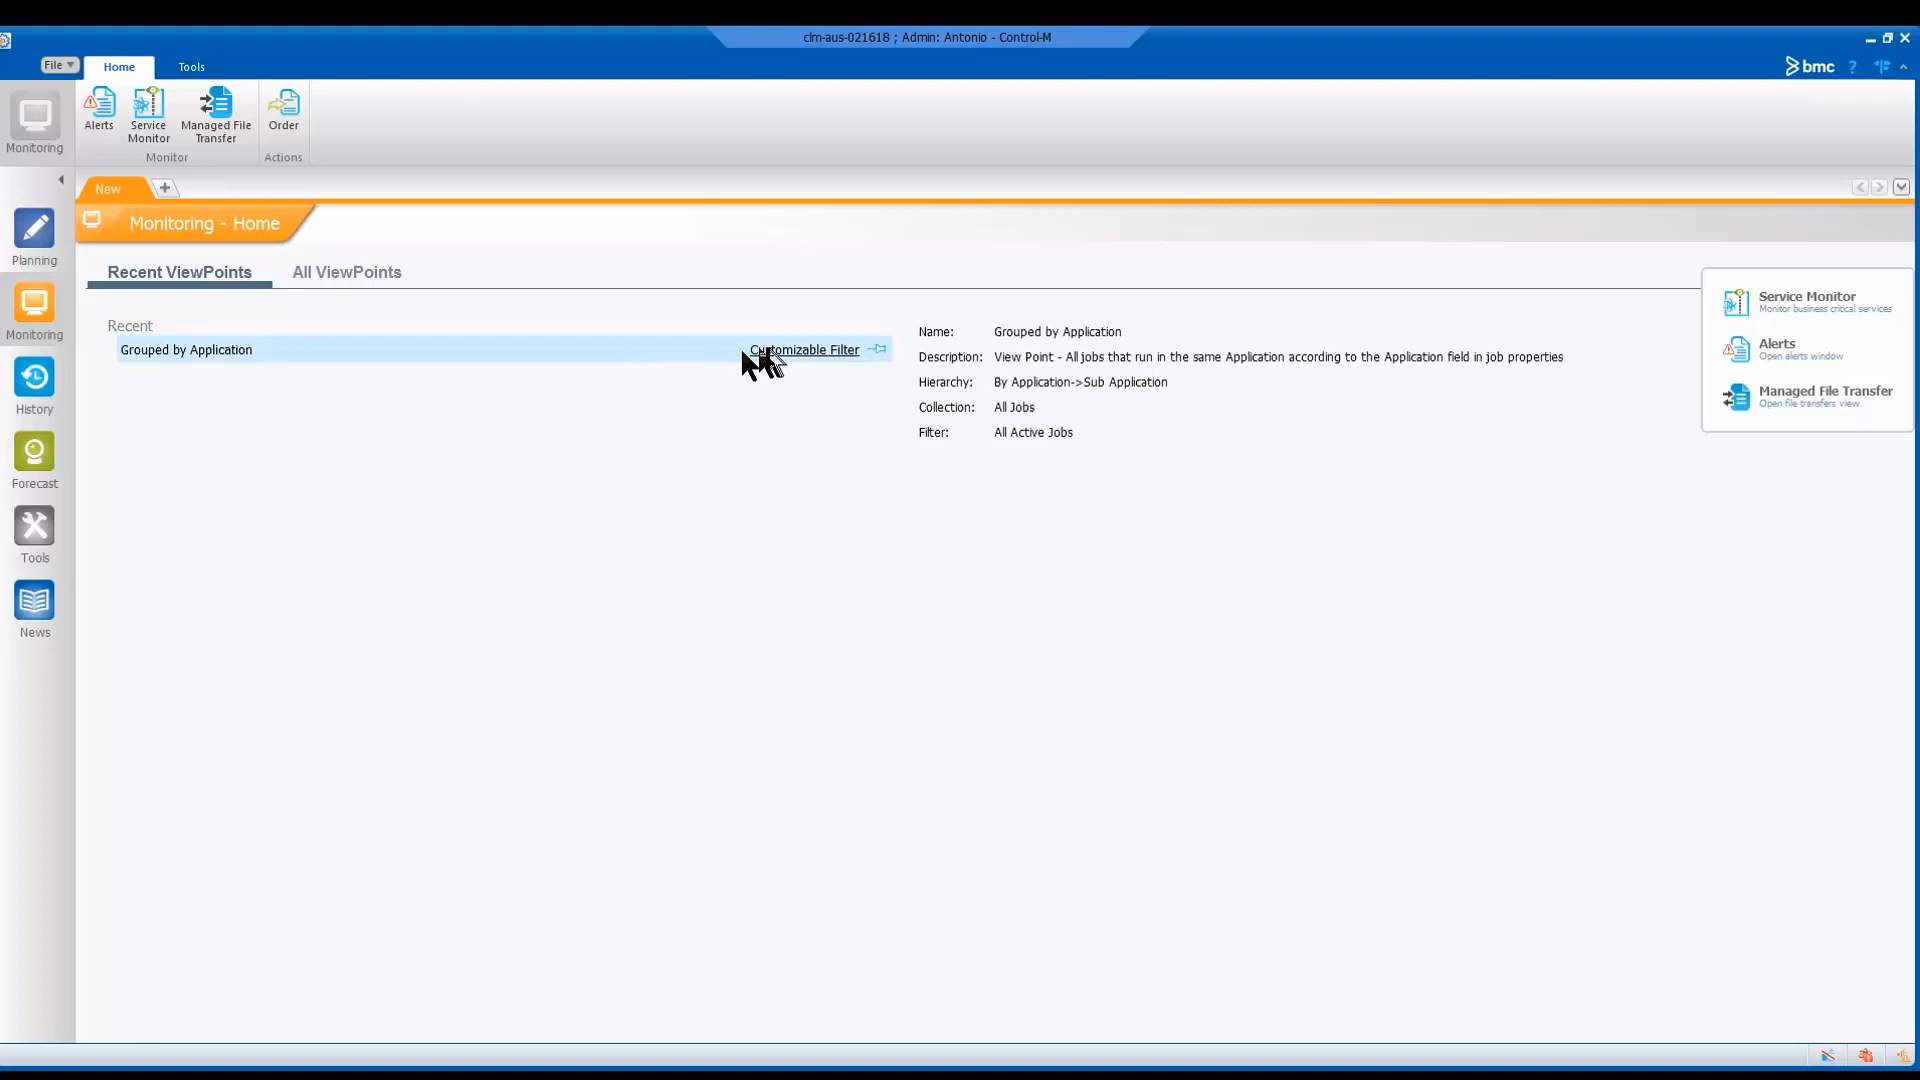 clm-aus-021618 ; Admin: Antonio - Control-M
File
Home
Tools
bmc
?
Monitoring
Alerts
Service
Monitor
Managed File
Transfer
Order
Monitor
Actions
New
Monitoring - Home
Planning
Monitoring
History
Forecast
Tools
News
Recent ViewPoints
All ViewPoints
Recent
Grouped by Application
Customizable Filter
Name: Grouped by Application
Description: View Point - All jobs that run in the same Application according to the Application field in job properties
Hierarchy: By Application->Sub Application
Collection: All Jobs
Filter: All Active Jobs
Service Monitor
Monitor business critical services
Alerts
Open alerts window
Managed File Transfer
Open file transfers view